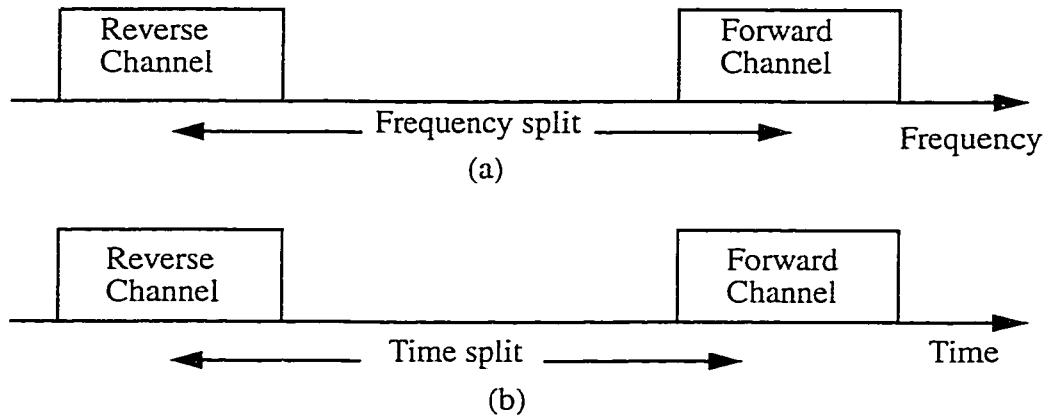 Reverse
Channel
Forward
Channel
Frequency split
Frequency
(a)
Reverse
Channel
Forward
Channel
Time split
Time
(b)